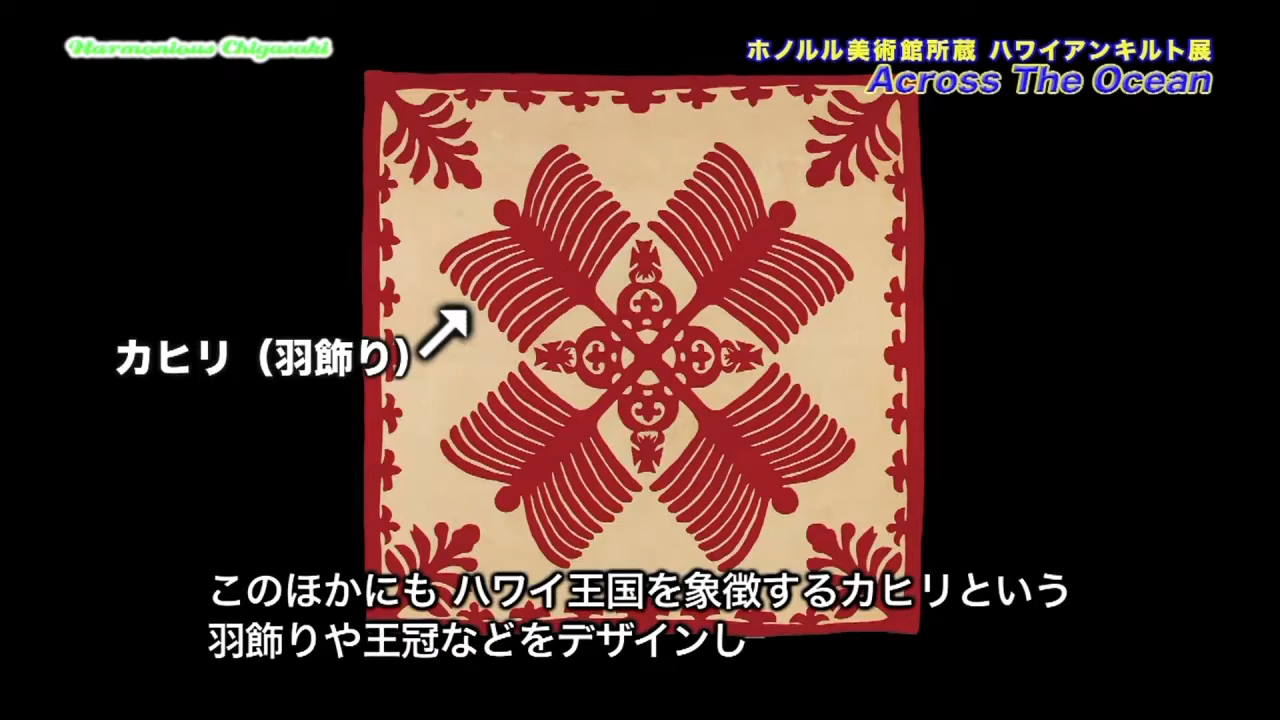 Harmonious Chigasaki
ホノルル美術館所蔵 ハワイアンキルト展
Across The Ocean
カヒリ（羽飾り）
このほかにも ハワイ王国を象徴するカヒリという
羽飾りや王冠などをデザインし